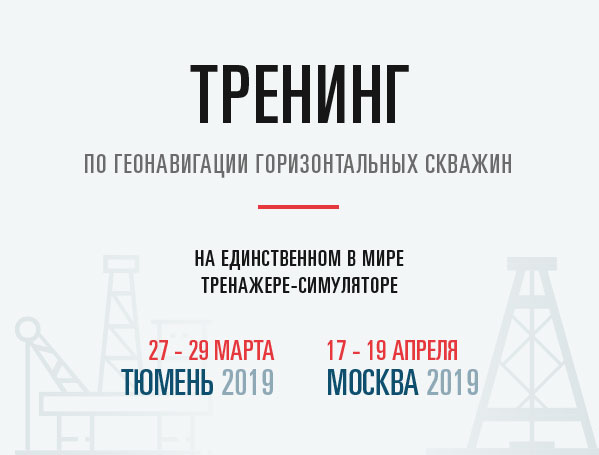 ТРЕНИНГ
ПО ГЕОНАВИГАЦИИ ГОРИЗОНТАЛЬНЫХ СКВАЖИН
НА ЕДИНСТВЕННОМ В МИРЕ
ТРЕНАЖЕРЕ-СИМУЛЯТОРЕ
27 - 29 МАРТА
ТЮМЕНЬ 2019
17 - 19 АПРЕЛЯ
МОСКВА 2019